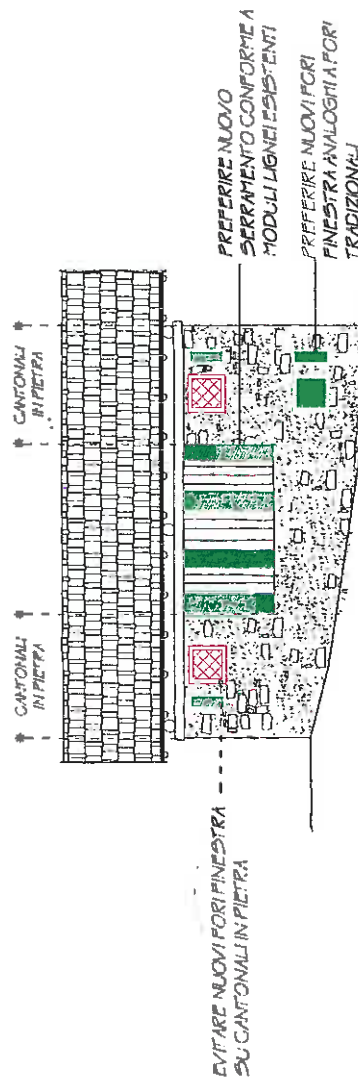 CANTONALI
IN PIETRA
CANTONALI
IN PIETRA
PREFERIRE NUOVO
SERRAMENTO CONFORME A
MODULI LIGNEI ESISTENTI
PREFERIRE NUOVI FORI
FINESTRA ANALOGHI A FORI
TRADIZIONALI
EVITARE NUOVI FORI FINESTRA
SU CANTONALI IN PIETRA